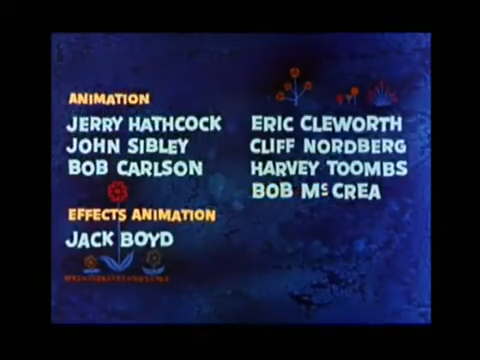 ANIMATION
JERRY HATHCOCK
JOHN SIBLEY
BOB CARLSON
ERIC CLEWORTH
CLIFF NORDBERG
HARVEY TOOMBS
BOB McCREA
EFFECTS ANIMATION
JACK BOYD